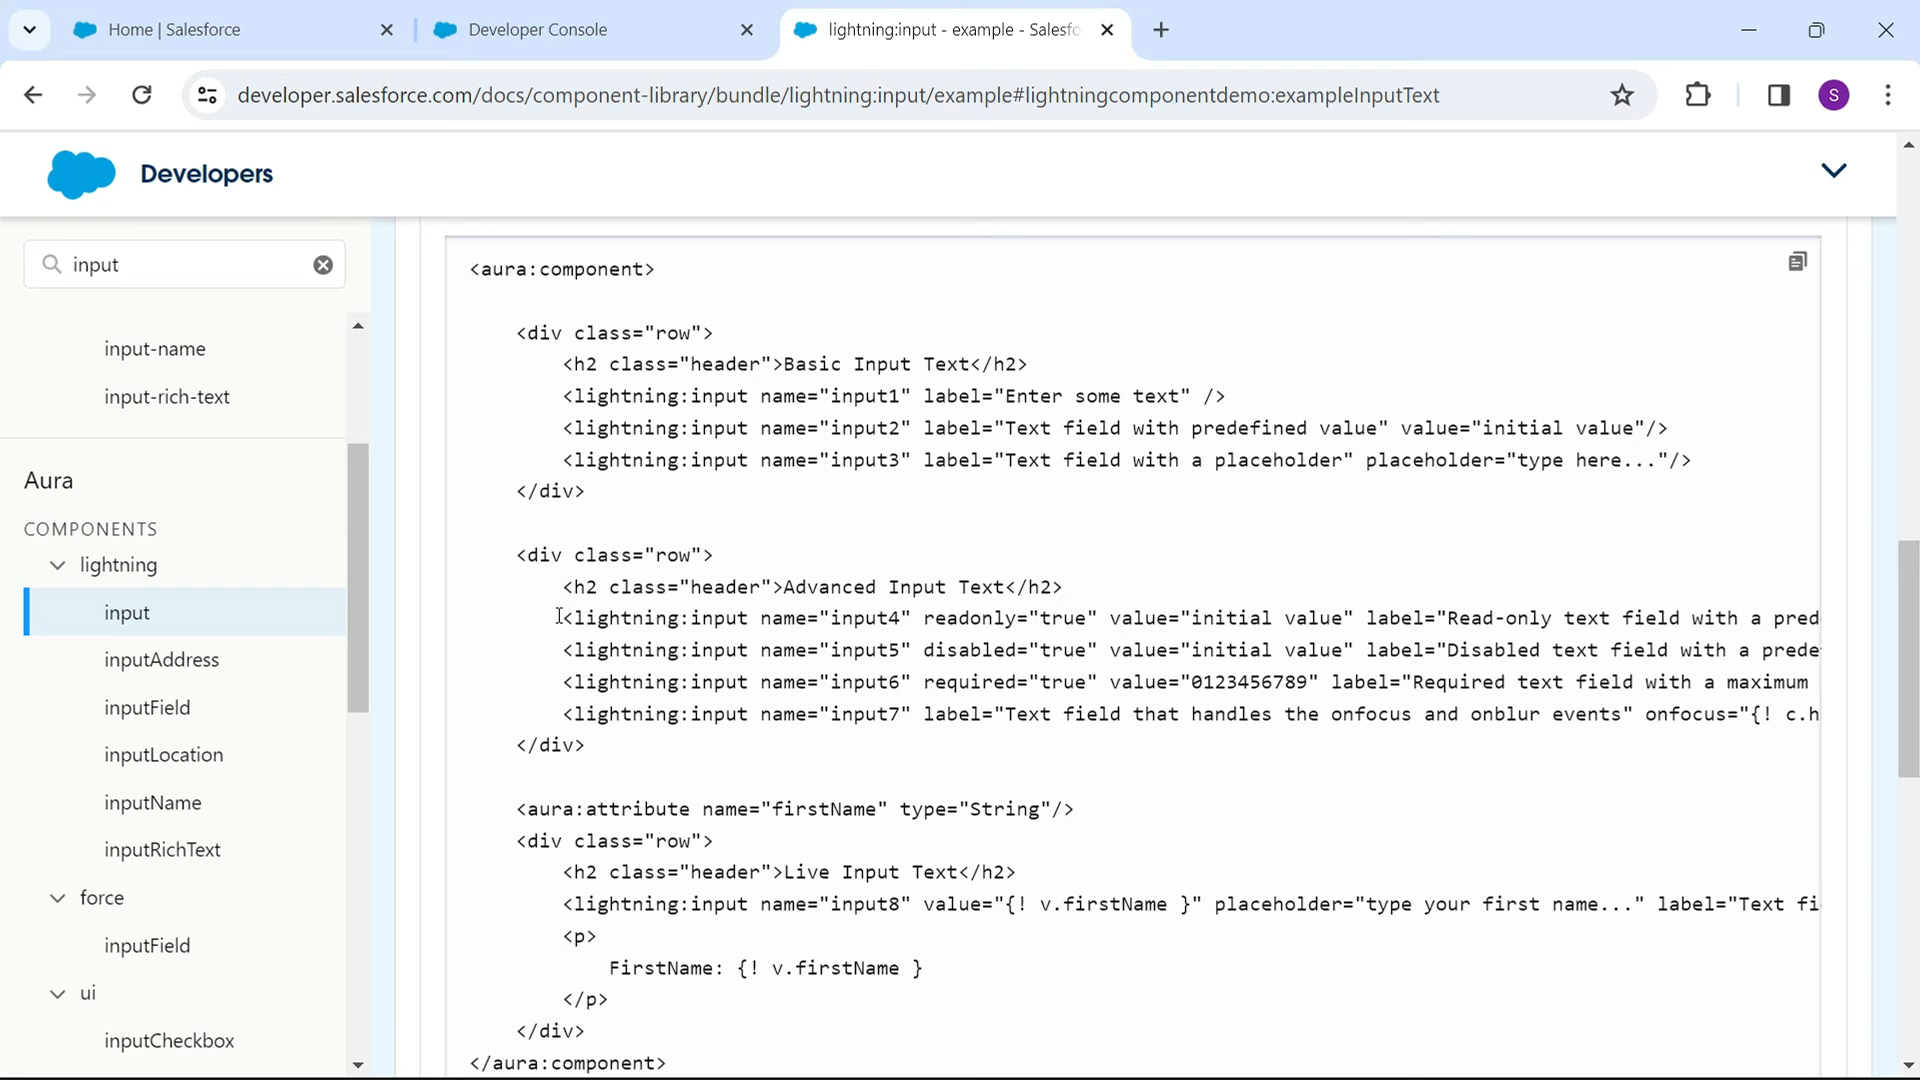 Home | Salesforce
Developer Console
lightning:input - example - Salesfo
developer.salesforce.com/docs/component-library/bundle/lightning:input/example#lightningcomponentdemo:exampleInputText
S
Developers
input
input-name
input-rich-text
Aura
COMPONENTS
lightning
input
inputAddress
inputField
inputLocation
inputName
inputRichText
force
inputField
ui
inputCheckbox
<aura:component>
<div class="row">
<h2 class="header">Basic Input Text</h2>
<lightning:input name="input1" label="Enter some text" />
<lightning:input name="input2" label="Text field with predefined value" value="initial value"/>
<lightning:input name="input3" label="Text field with a placeholder" placeholder="type here..."/>
</div>
<div class="row">
<h2 class="header">Advanced Input Text</h2>
<lightning:input name="input4" readonly="true" value="initial value" label="Read-only text field with a pred
<lightning:input name="input5" disabled="true" value="initial value" label="Disabled text field with a prede
<lightning:input name="input6" required="true" value="0123456789" label="Required text field with a maximum
<lightning:input name="input7" label="Text field that handles the onfocus and onblur events" onfocus="{! c.h
</div>
<aura:attribute name="firstName" type="String"/>
<div class="row">
<h2 class="header">Live Input Text</h2>
<lightning:input name="input8" value="{! v.firstName }" placeholder="type your first name..." label="Text fi
<p>
FirstName: {! v.firstName }
</p>
</div>
</aura:component>